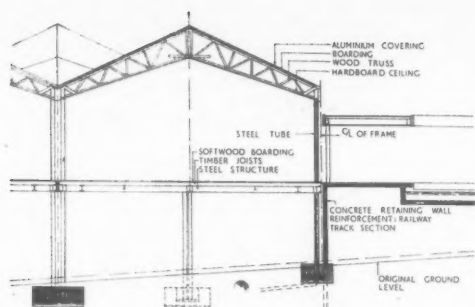 ALUMINIUM COVERING
BOARDING
WOOD TRUSS
HARDBOARD CEILING
STEEL TUBE
C/L OF FRAME
SOFTWOOD BOARDING
TIMBER JOISTS
STEEL STRUCTURE
CONCRETE RETAINING WALL
REINFORCEMENT: RAILWAY
TRACK SECTION
ORIGINAL GROUND
LEVEL